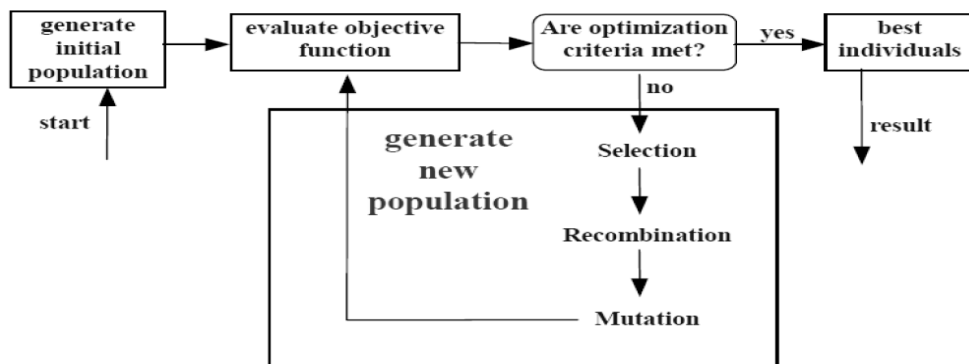 generate
initial
population
start
evaluate objective
function
Are optimization
criteria met?
yes
best
individuals
result
no
generate
new
population
Selection
Recombination
Mutation